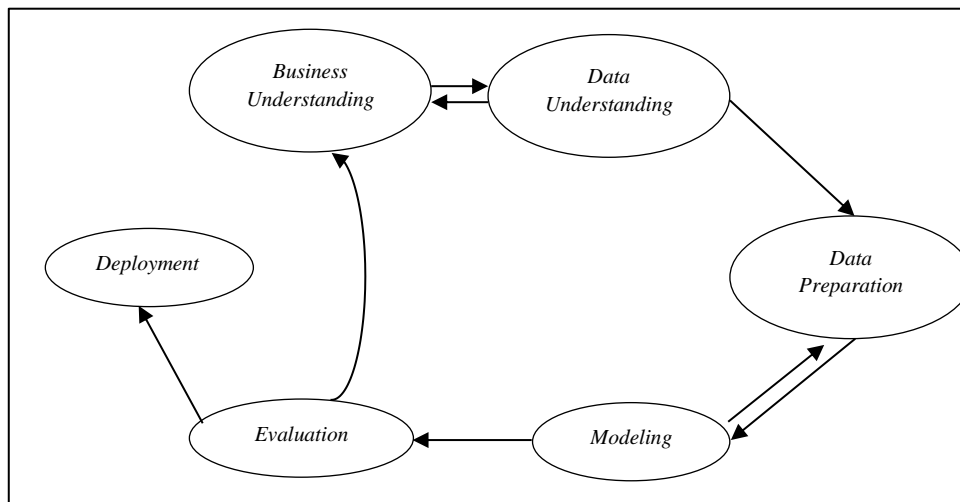 Business
Understanding
Data
Understanding
Data
Preparation
Modeling
Evaluation
Deployment